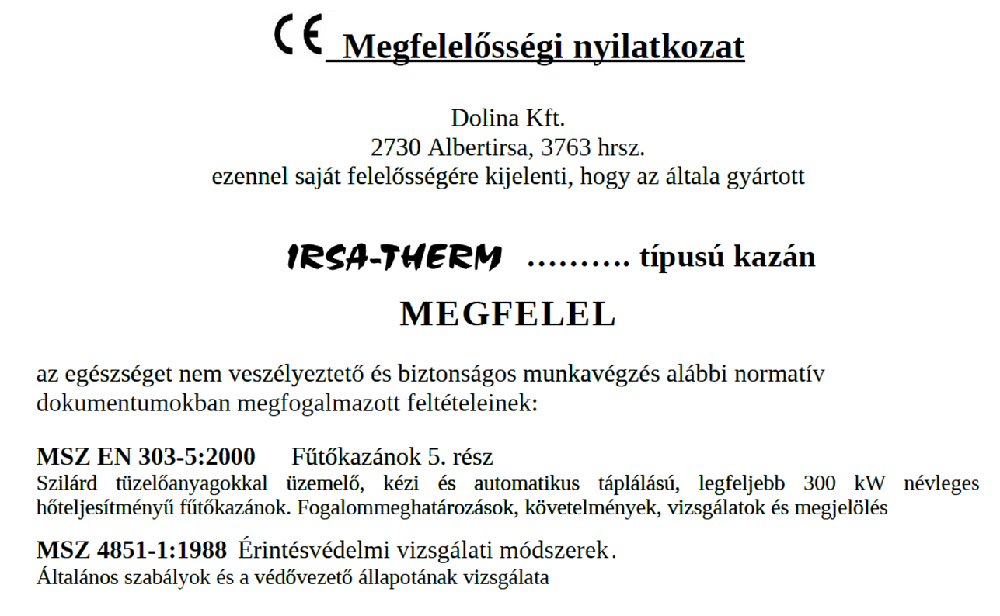 CE Megfelelősségi nyilatkozat
Dolina Kft.
2730 Albertirsa, 3763 hrsz.
ezennel saját felelősségére kijelenti, hogy az általa gyártott
IRSA-THERM ………. típusú kazán
MEGFELEL
az egészséget nem veszélyeztető és biztonságos munkavégzés alábbi normatív
dokumentumokban megfogalmazott feltételeinek:
MSZ EN 303-5:2000 Fűtőkazánok 5. rész
Szilárd tüzelőanyagokkal üzemelő, kézi és automatikus táplálású, legfeljebb 300 kW névleges
hőteljesítményű fűtőkazánok. Fogalommeghatározások, követelmények, vizsgálatok és megjelölés
MSZ 4851-1:1988 Érintésvédelmi vizsgálati módszerek.
Általános szabályok és a védővezető állapotának vizsgálata